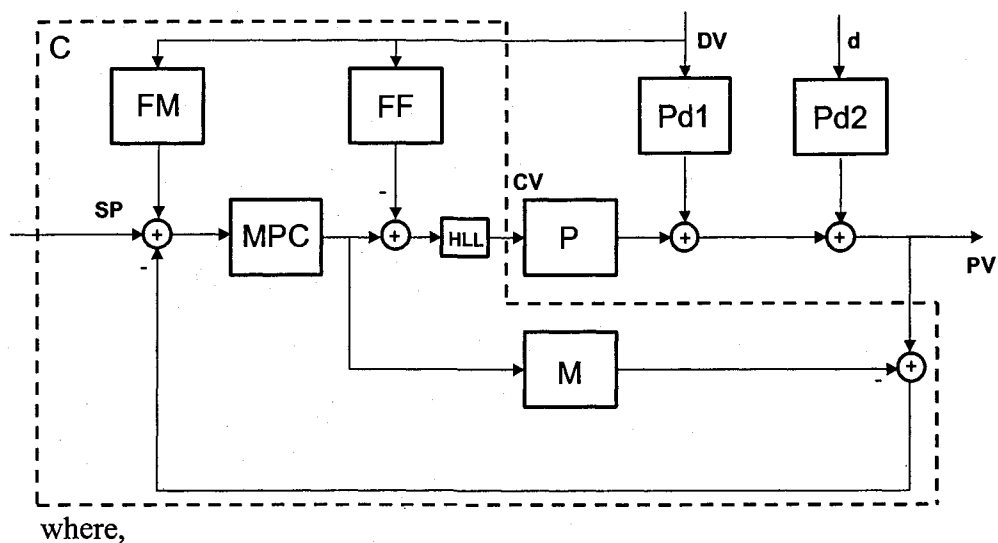 C
DV
d
FM
FF
Pd1
Pd2
SP
CV
+
MPC
-
+
HLL
P
+
+
PV
-
M
-
+
where,